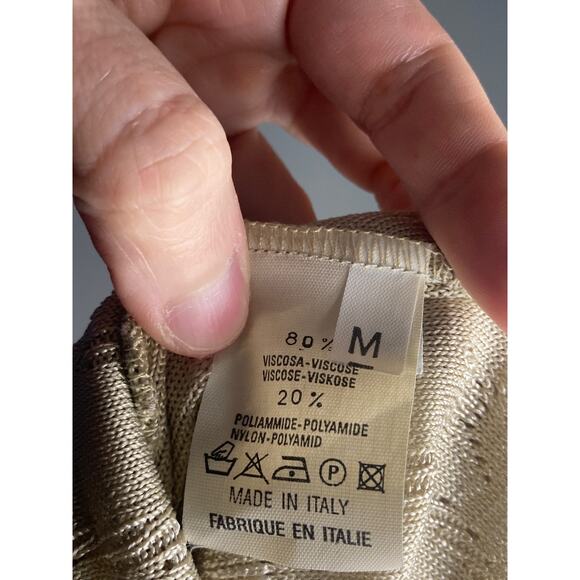 80%
M
VISCOSA-VISCOSE
VISCOSE-VISKOSE
20%
POLIAMMIDE-POLYAMIDE
NYLON-POLYAMID
P
MADE IN ITALY
FABRIQUE EN ITALIE